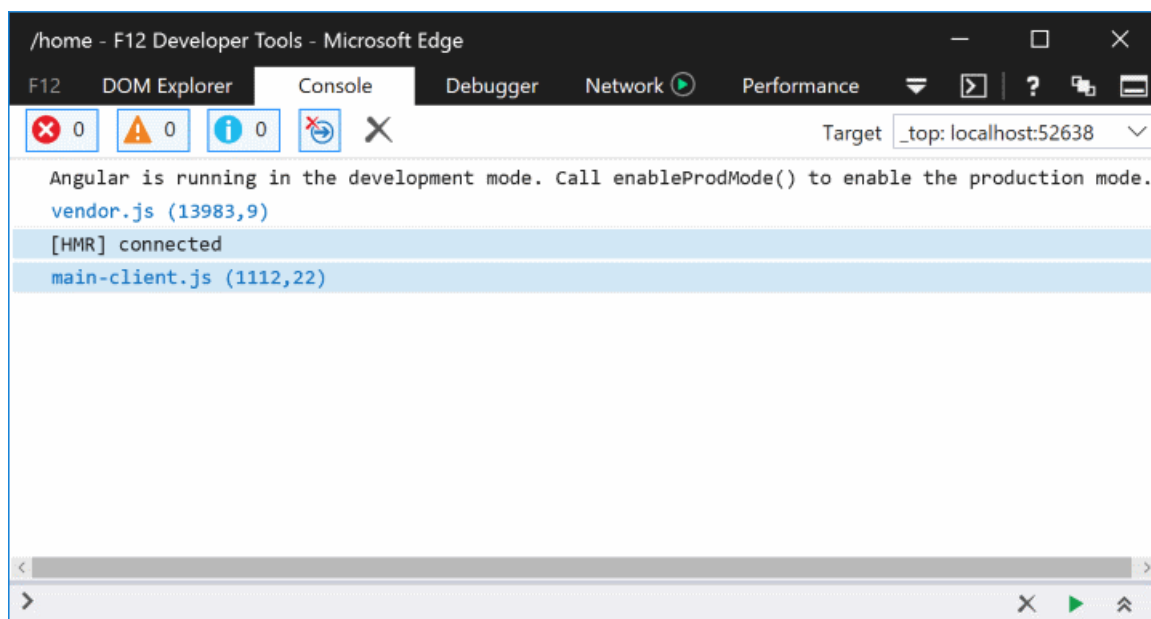 /home - F12 Developer Tools - Microsoft Edge
F12 DOM Explorer Console Debugger Network Performance ?
0 0 0 Target _top: localhost:52638
Angular is running in the development mode. Call enableProdMode() to enable the production mode.
vendor.js (13983,9)
[HMR] connected
main-client.js (1112,22)